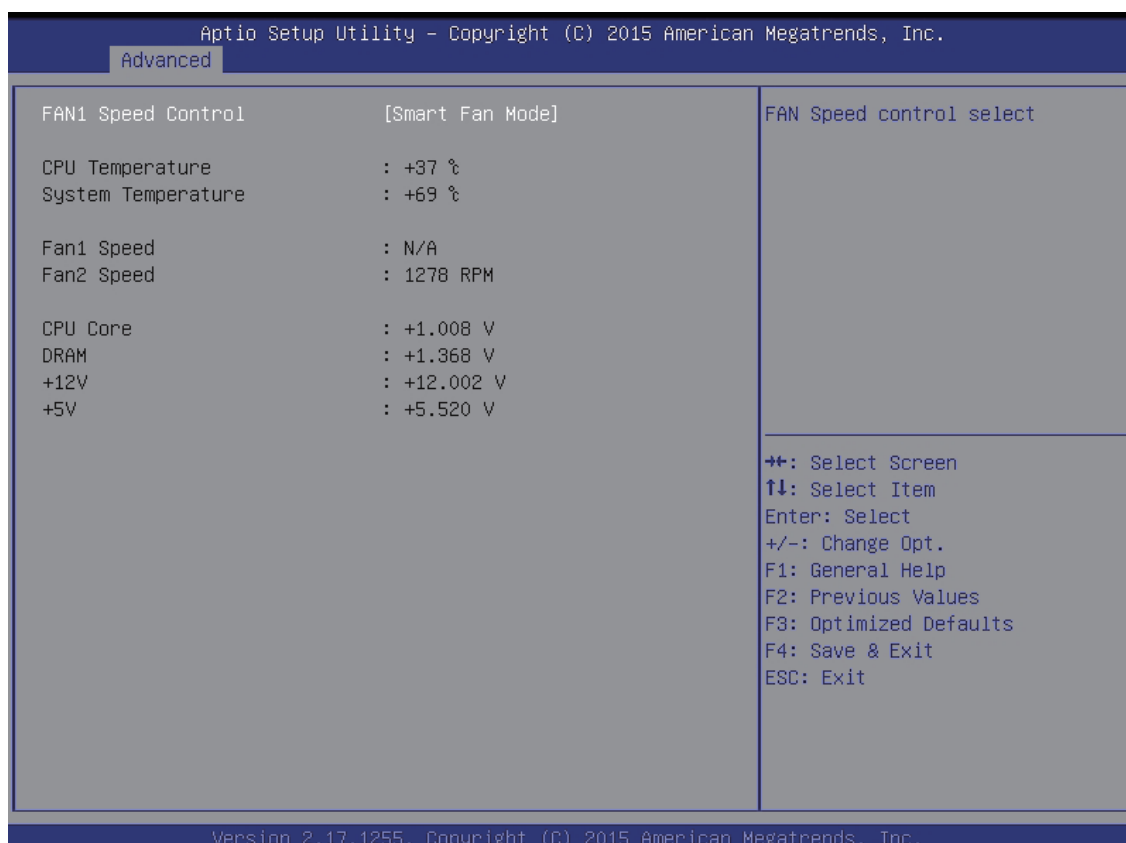 Aptio Setup Utility - Copyright (C) 2015 American Megatrends, Inc.
Advanced
FAN1 Speed Control [Smart Fan Mode]
CPU Temperature : +37 ℃
System Temperature : +69 ℃
Fan1 Speed : N/A
Fan2 Speed : 1278 RPM
CPU Core : +1.008 V
DRAM : +1.368 V
+12V : +12.002 V
+5V : +5.520 V
FAN Speed control select
→←: Select Screen
↑↓: Select Item
Enter: Select
+/-: Change Opt.
F1: General Help
F2: Previous Values
F3: Optimized Defaults
F4: Save & Exit
ESC: Exit
Version 2.17.1255. Copyright (C) 2015 American Megatrends, Inc.